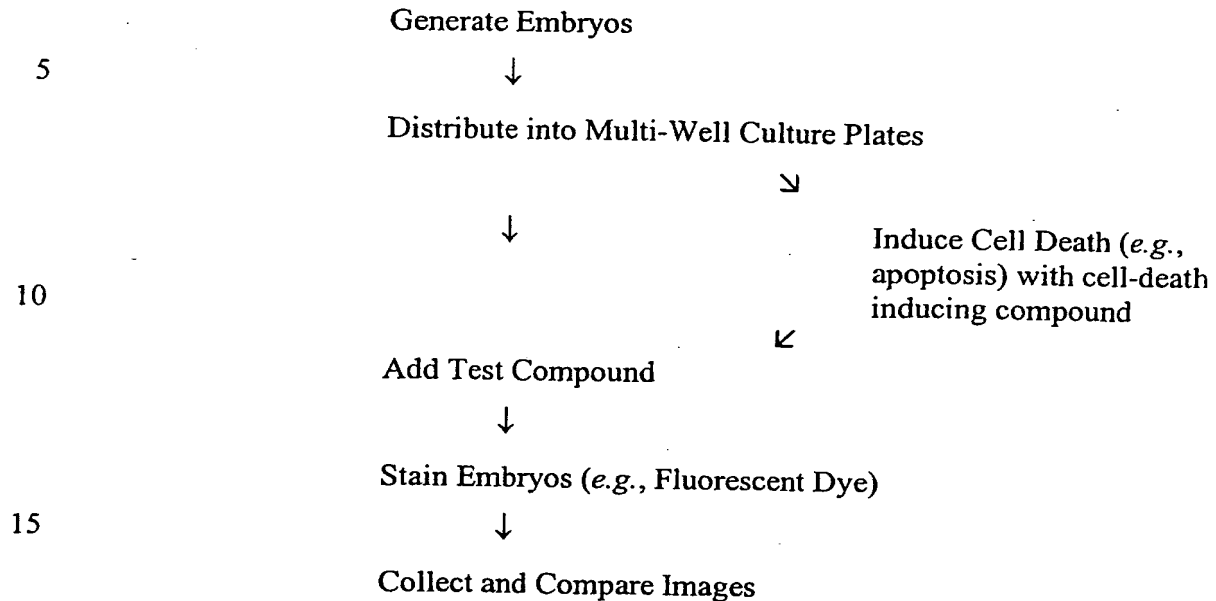 Generate Embryos
5
↓
Distribute into Multi-Well Culture Plates
↘
↓
Induce Cell Death (e.g.,
apoptosis) with cell-death
10
inducing compound
↙
Add Test Compound
↓
Stain Embryos (e.g., Fluorescent Dye)
15
↓
Collect and Compare Images